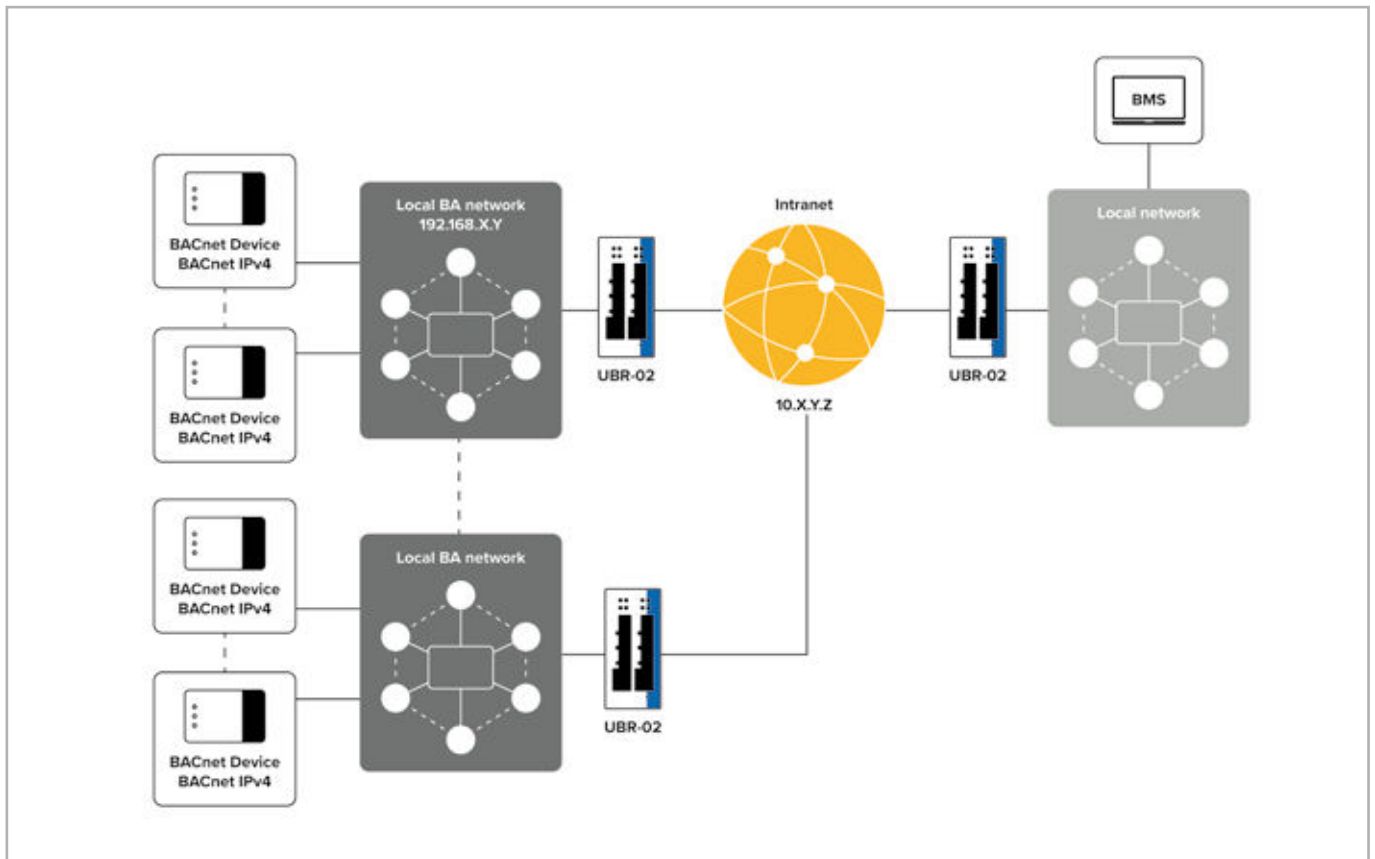 BMS
Local network
BACnet Device
BACnet IPv4
Local BA network
192.168.X.Y
Intranet
UBR-02
UBR-02
10.X.Y.Z
BACnet Device
BACnet IPv4
BACnet Device
BACnet IPv4
Local BA network
UBR-02
BACnet Device
BACnet IPv4